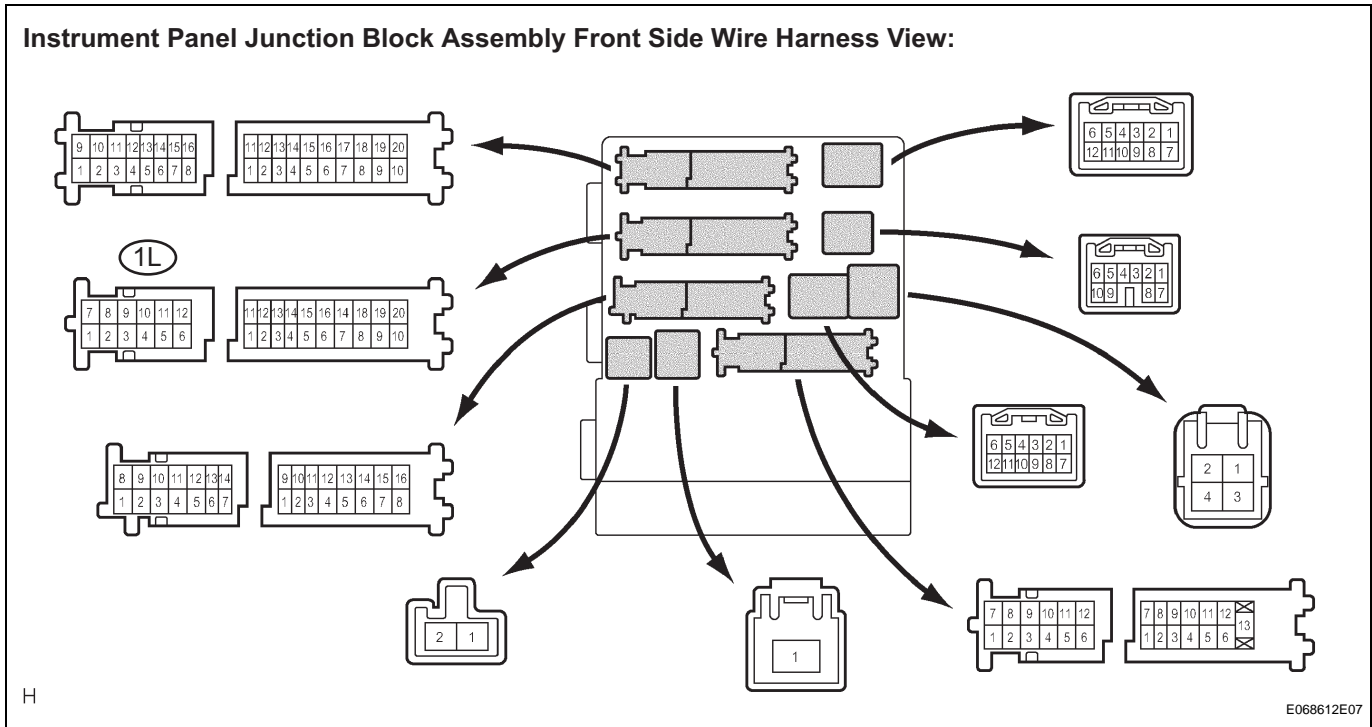 Instrument Panel Junction Block Assembly Front Side Wire Harness View:
9 10 11 12 13 14 15 16
1 2 3 4 5 6 7 8
11 12 13 14 15 16 17 18 19 20
1 2 3 4 5 6 7 8 9 10
6 5 4 3 2 1
12 11 10 9 8 7
1L
7 8 9 10 11 12
1 2 3 4 5 6
11 12 13 14 15 16 14 18 19 20
1 2 3 4 5 6 7 8 9 10
6 5 4 3 2 1
10 9 8 7
8 9 10 11 12 13 14
1 2 3 4 5 6 7
9 10 11 12 13 14 15 16
1 2 3 4 5 6 7 8
6 5 4 3 2 1
12 11 10 9 8 7
2 1
4 3
2 1
1
7 8 9 10 11 12
1 2 3 4 5 6
7 8 9 10 11 12 13
1 2 3 4 5 6
H
E068612E07